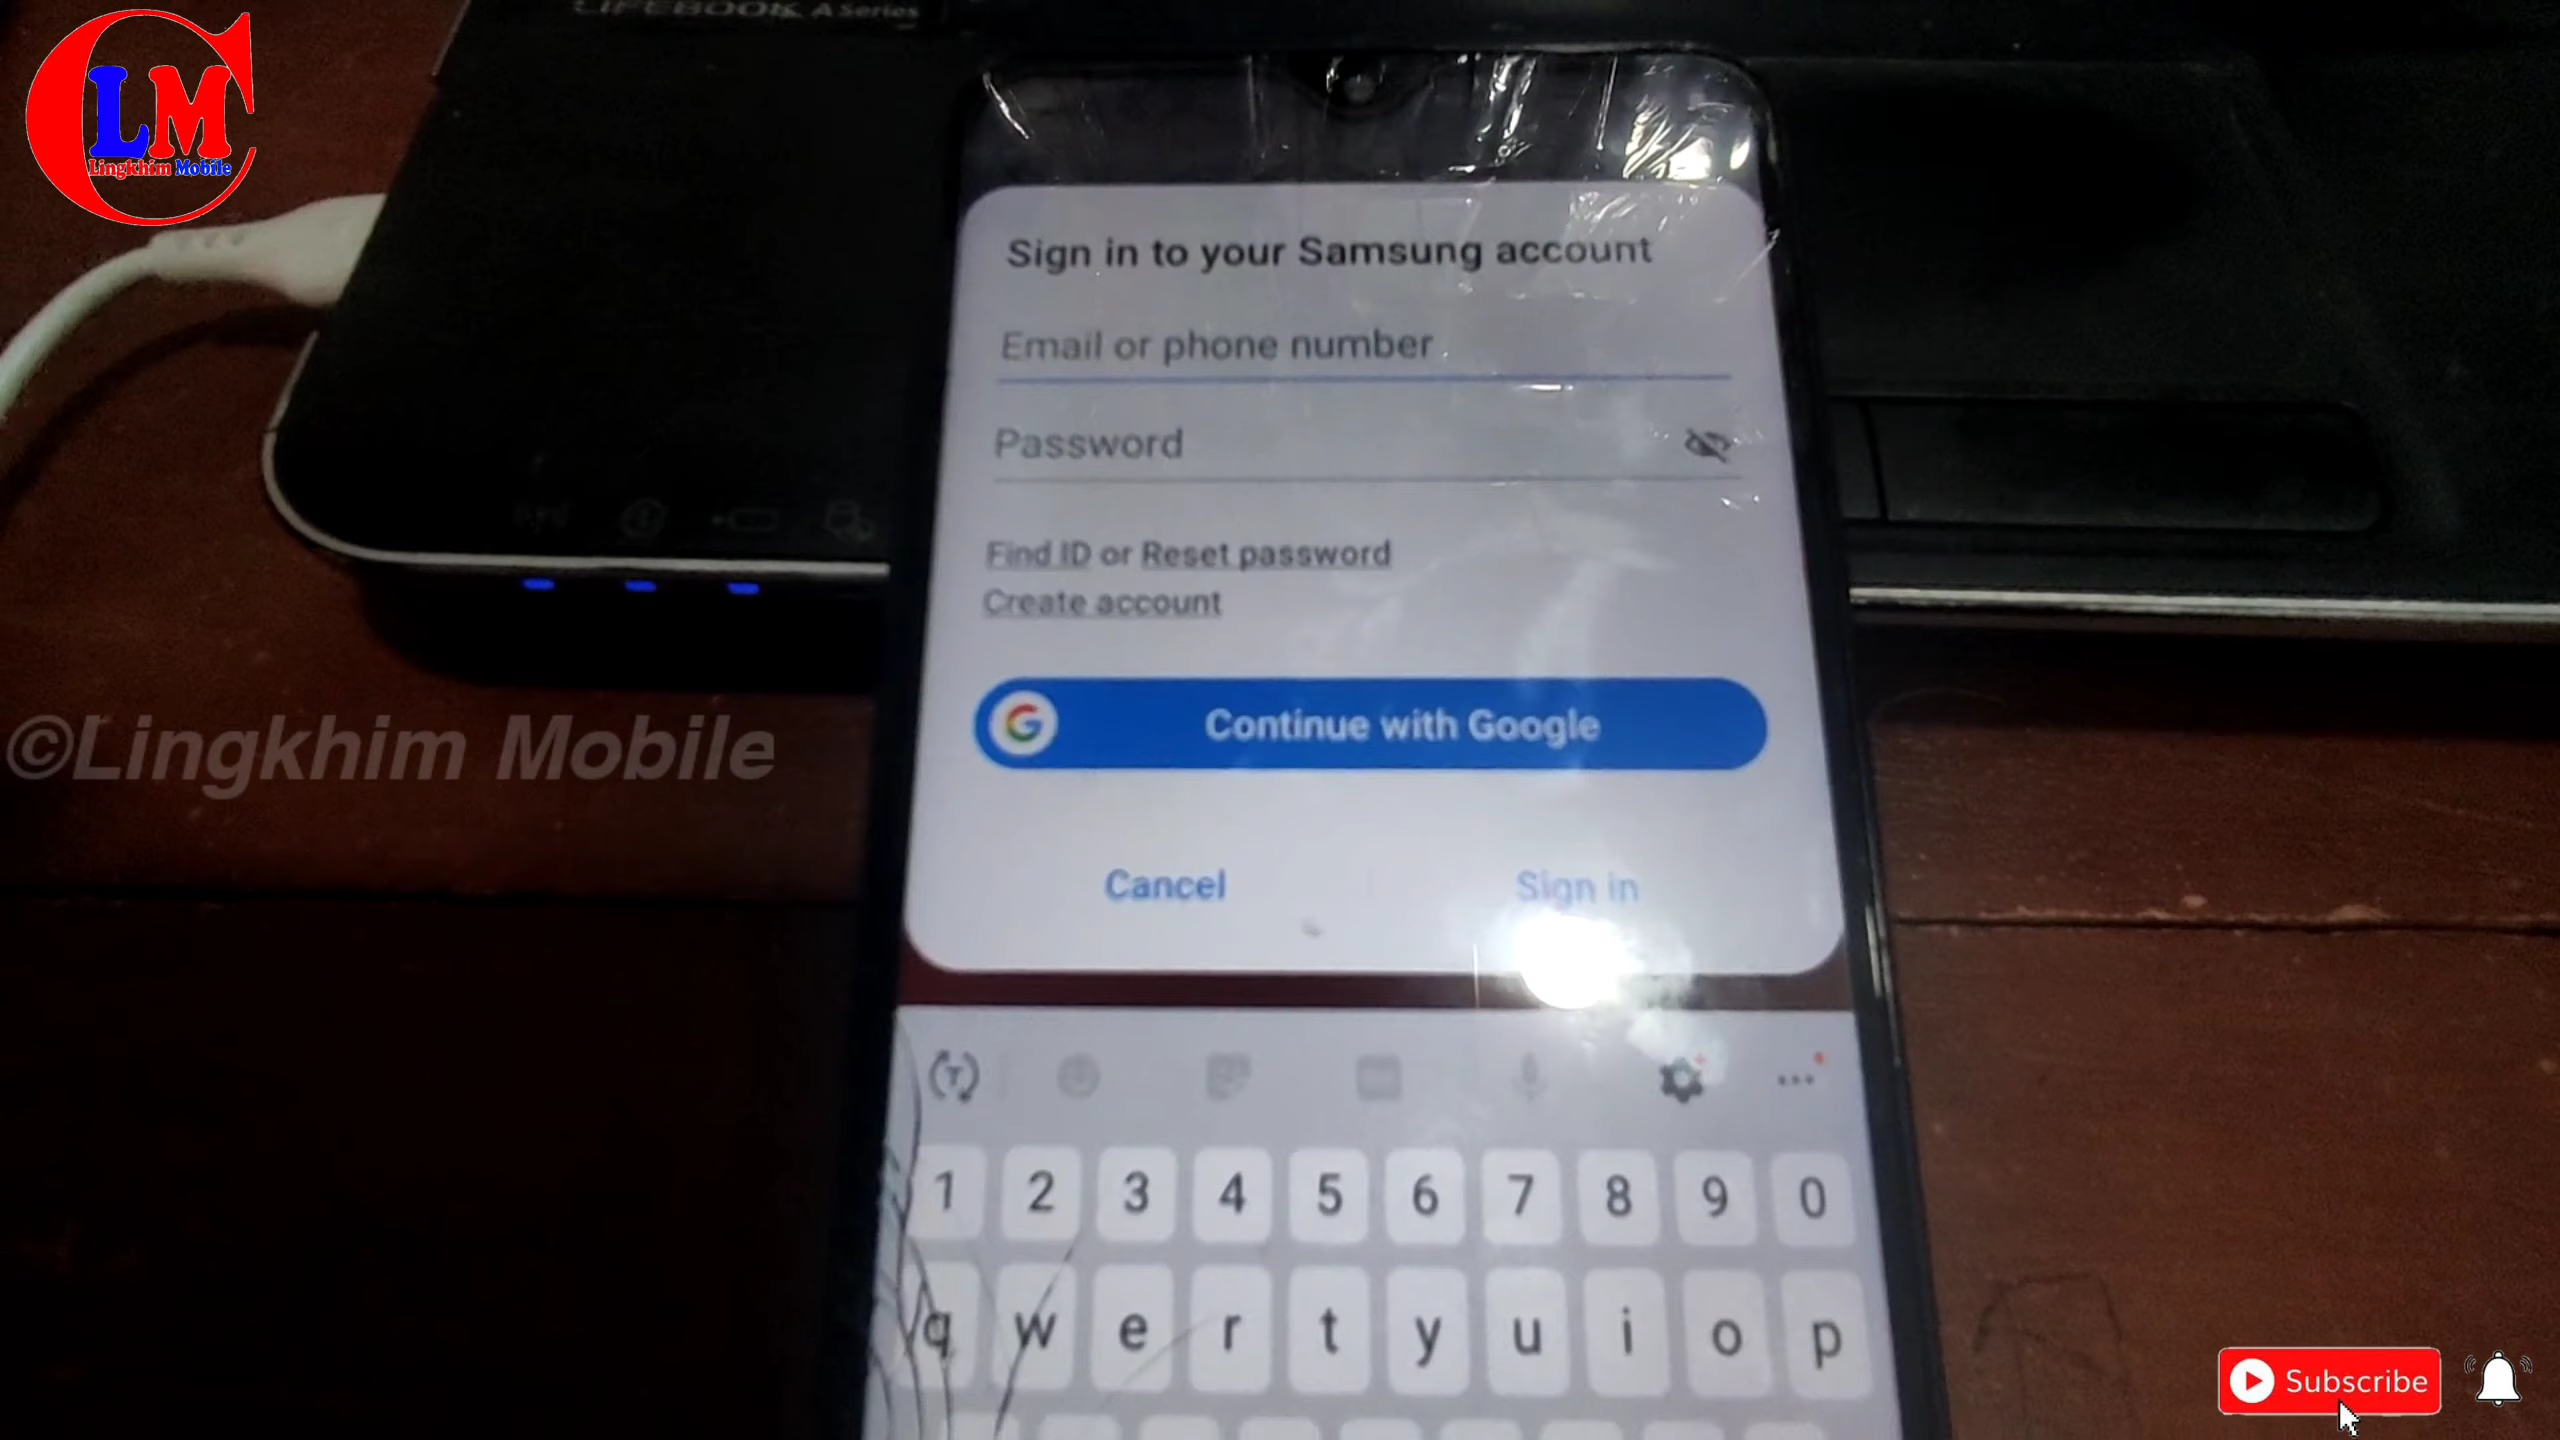 LIFEBOOK A Series
LM
Lingkhim Mobile
Sign in to your Samsung account
Email or phone number
Password
Find ID or Reset password
Create account
©Lingkhim Mobile
G Continue with Google
Cancel Sign in
T
1 2 3 4 5 6 7 8 9 0
q w e r t y u i o p
Subscribe